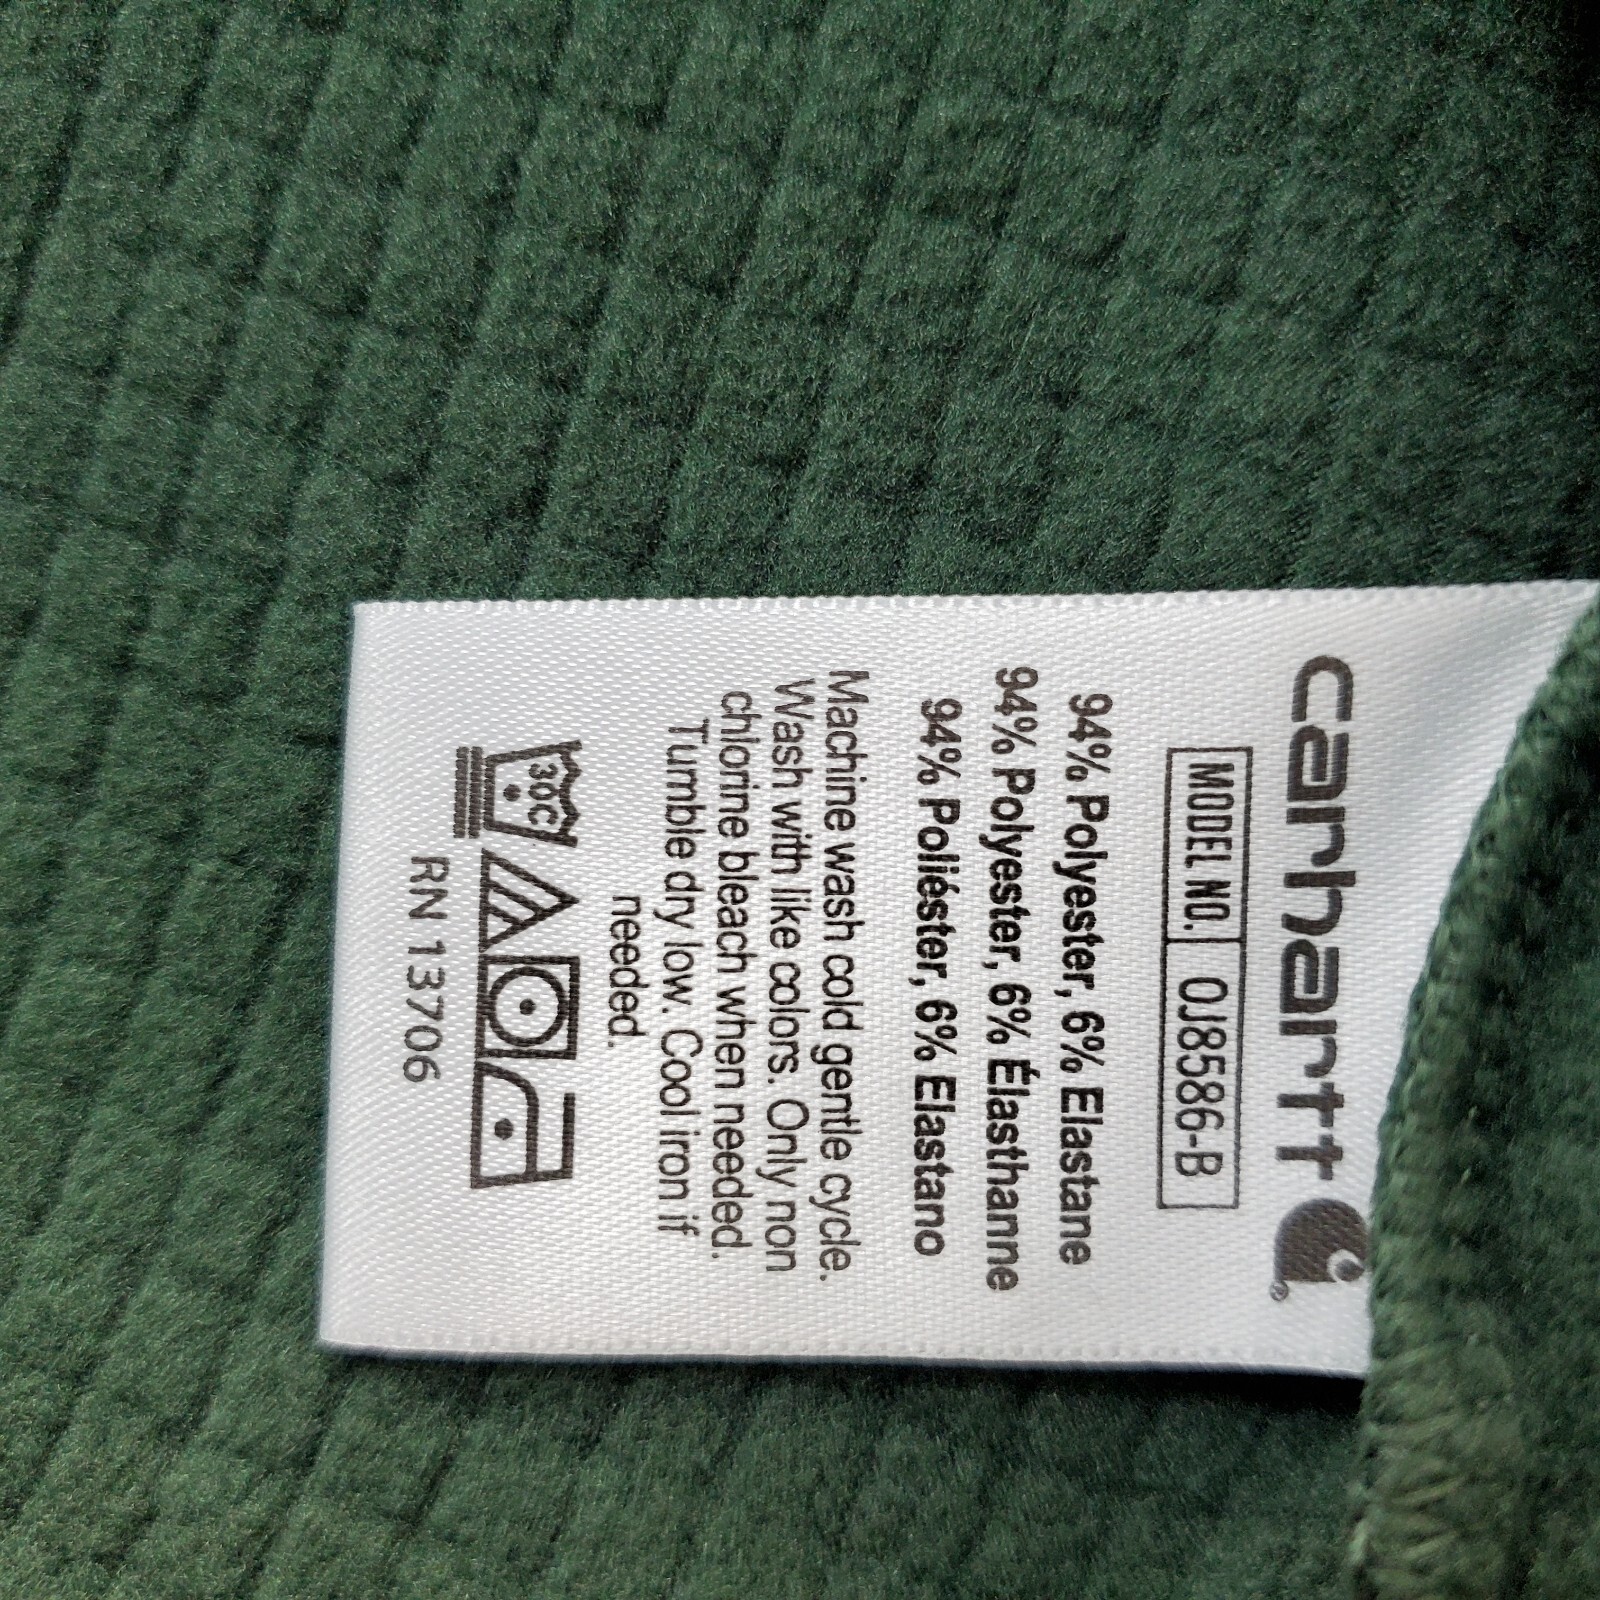 carhartt
MODEL NO. OJ8586-B
94% Polyester, 6% Elastane
94% Polyester, 6% Élasthanne
94% Poliéster, 6% Elastano
Machine wash cold gentle cycle.
Wash with like colors. Only non
chlorine bleach when needed.
Tumble dry low. Cool iron if
needed.
30C
RN 13706